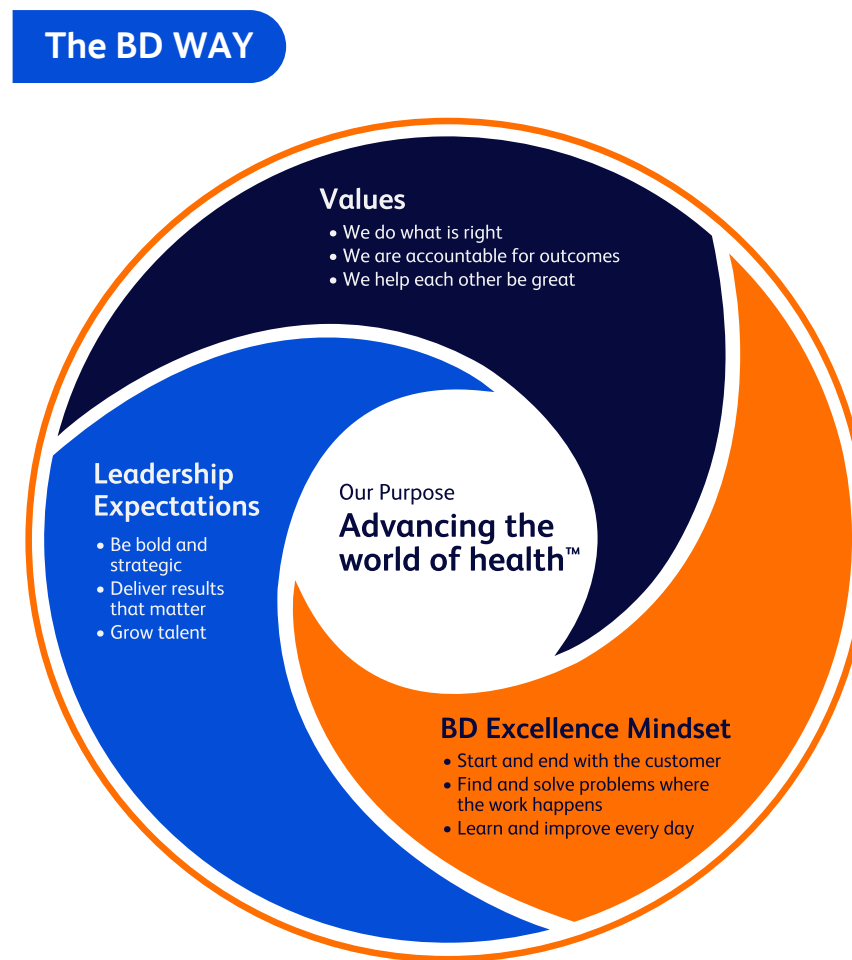 The BD WAY
Values
• We do what is right
• We are accountable for outcomes
• We help each other be great
Leadership
Expectations
• Be bold and
strategic
• Deliver results
that matter
• Grow talent
Our Purpose
Advancing the
world of health™
BD Excellence Mindset
• Start and end with the customer
• Find and solve problems where
the work happens
• Learn and improve every day